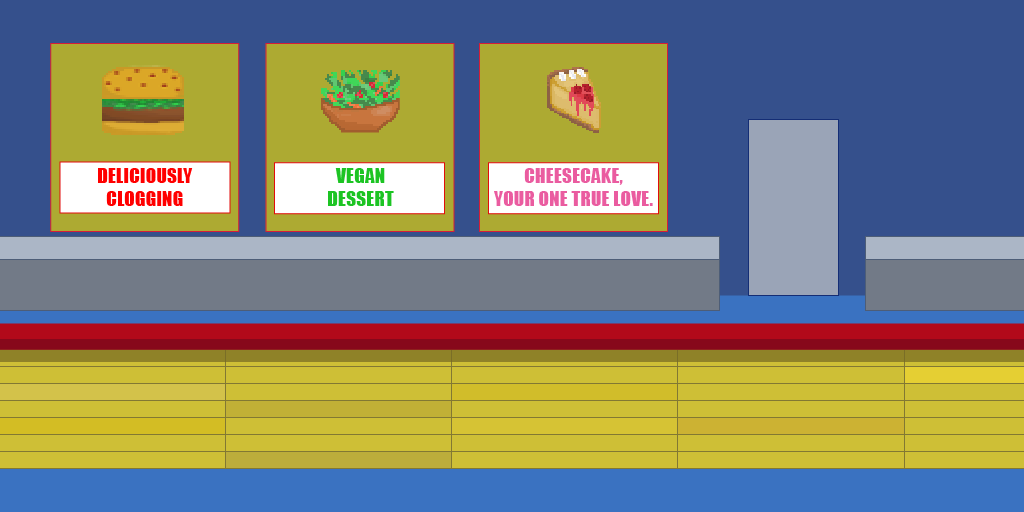 DELICIOUSLY
CLOGGING
VEGAN
DESSERT
CHEESECAKE,
YOUR ONE TRUE LOVE.